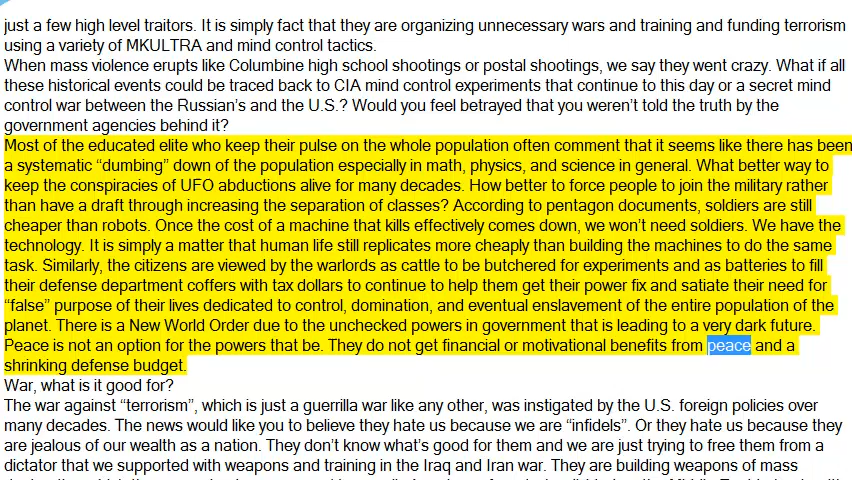 just a few high level traitors. It is simply fact that they are organizing unnecessary wars and training and funding terrorism
using a variety of MKULTRA and mind control tactics.
When mass violence erupts like Columbine high school shootings or postal shootings, we say they went crazy. What if all
these historical events could be traced back to CIA mind control experiments that continue to this day or a secret mind
control war between the Russian's and the U.S.? Would you feel betrayed that you weren't told the truth by the
government agencies behind it?
Most of the educated elite who keep their pulse on the whole population often comment that it seems like there has been
a systematic “dumbing” down of the population especially in math, physics, and science in general. What better way to
keep the conspiracies of UFO abductions alive for many decades. How better to force people to join the military rather
than have a draft through increasing the separation of classes? According to pentagon documents, soldiers are still
cheaper than robots. Once the cost of a machine that kills effectively comes down, we won't need soldiers. We have the
technology. It is simply a matter that human life still replicates more cheaply than building the machines to do the same
task. Similarly, the citizens are viewed by the warlords as cattle to be butchered for experiments and as batteries to fill
their defense department coffers with tax dollars to continue to help them get their power fix and satiate their need for
“false” purpose of their lives dedicated to control, domination, and eventual enslavement of the entire population of the
planet. There is a New World Order due to the unchecked powers in government that is leading to a very dark future.
Peace is not an option for the powers that be. They do not get financial or motivational benefits from peace and a
shrinking defense budget.
War, what is it good for?
The war against “terrorism”, which is just a guerrilla war like any other, was instigated by the U.S. foreign policies over
many decades. The news would like you to believe they hate us because we are “infidels”. Or they hate us because they
are jealous of our wealth as a nation. They don't know what's good for them and we are just trying to free them from a
dictator that we supported with weapons and training in the Iraq and Iran war. They are building weapons of mass